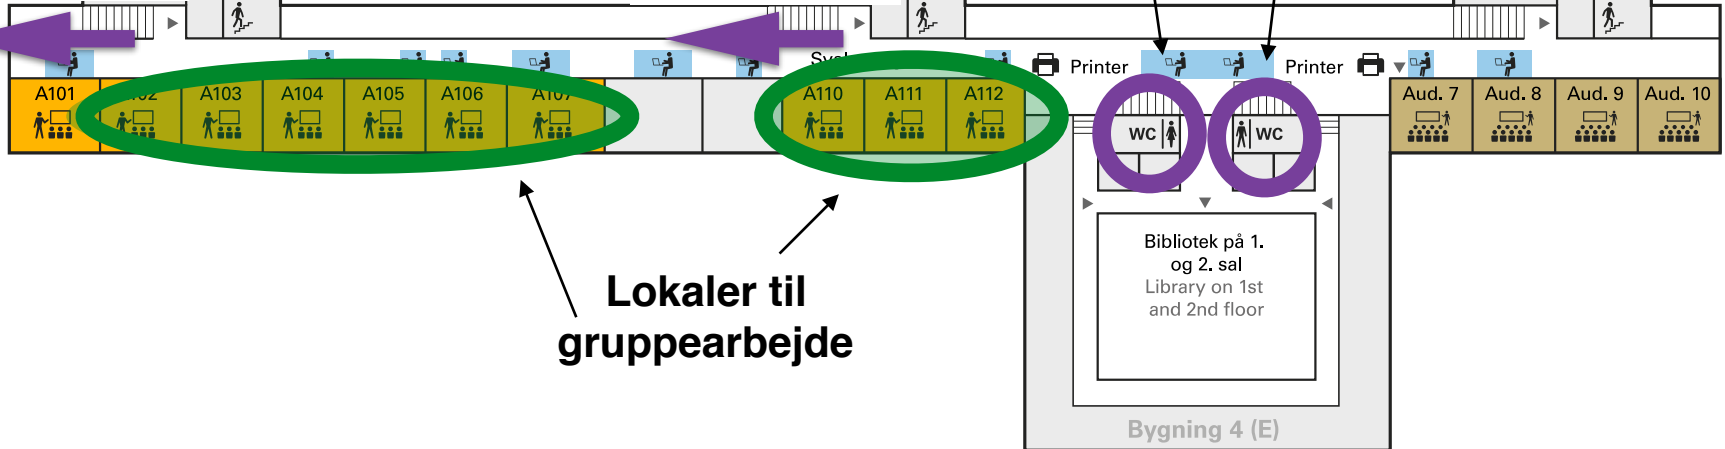 Printer
Printer
A101
A103
A104
A105
A106
A107
A110
A111
A112
Aud. 7
Aud. 8
Aud. 9
Aud. 10
WC
WC
Bibliotek på 1.
og 2. sal
Library on 1st
and 2nd floor
Lokaler til
gruppearbejde
Bygning 4 (E)